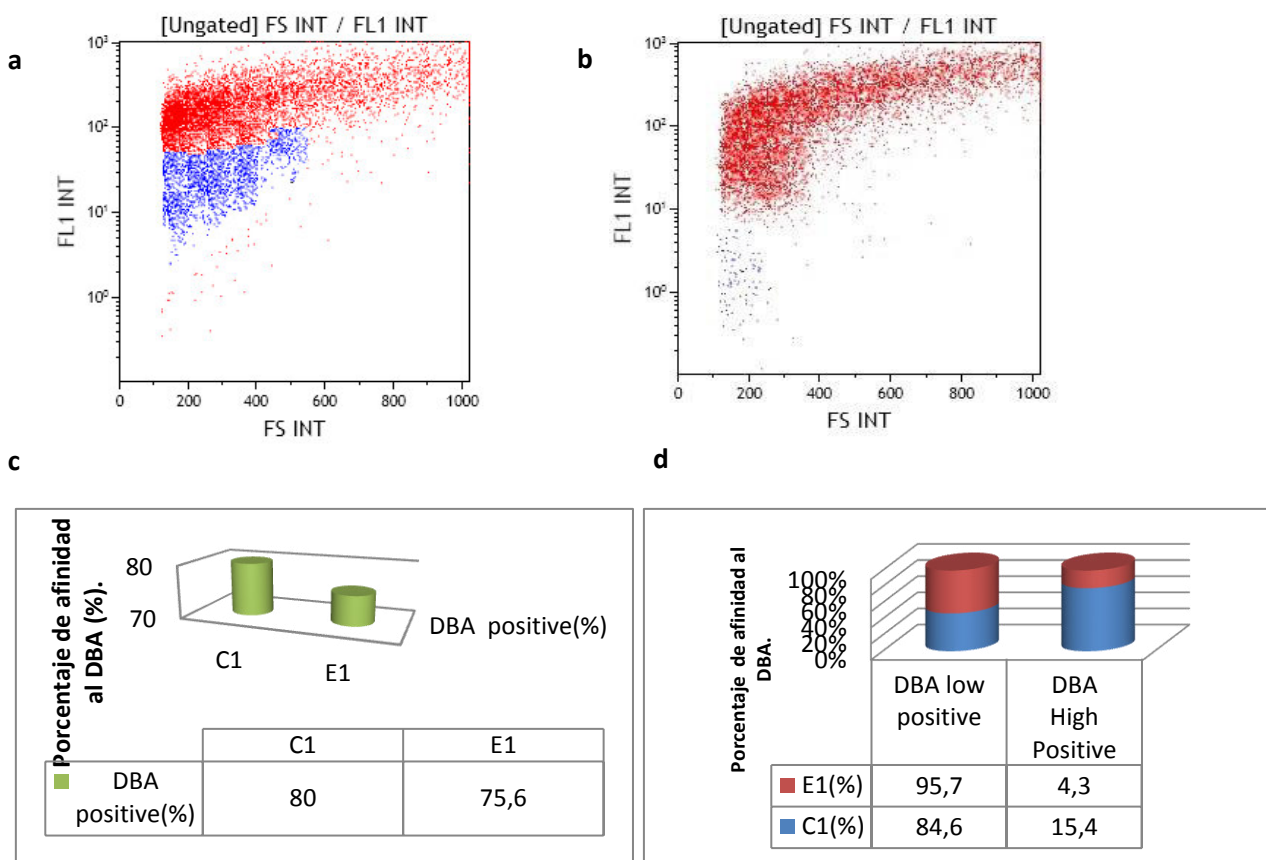 a
[Ungated] FS INT / FL1 INT
10³
10²
10¹
10⁰
FL1 INT
0 200 400 600 800 1000
FS INT
b
[Ungated] FS INT / FL1 INT
10³
10²
10¹
10⁰
FL1 INT
0 200 400 600 800 1000
FS INT
c
Porcentaje de afinidad
al DBA (%).
80
70
C1
E1
DBA positive(%)
C1 E1
DBA
positive(%)
80 75,6
d
Porcentaje de afinidad al
DBA.
100%
80%
60%
40%
20%
0%
DBA low
positive
DBA
High
Positive
E1(%) 95,7 4,3
C1(%) 84,6 15,4